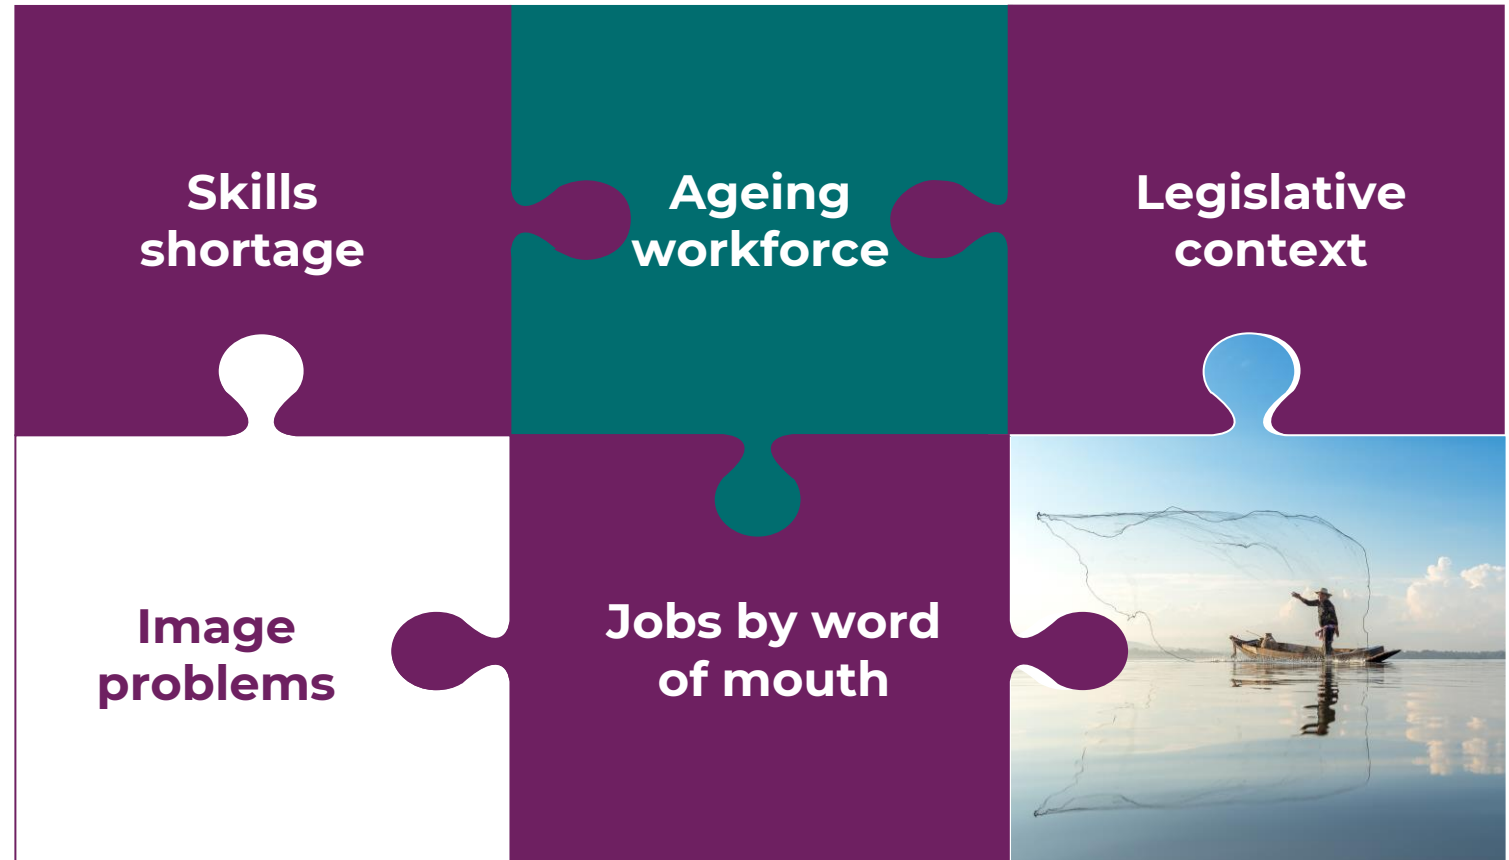 Skills
shortage
Ageing
workforce
Legislative
context
Image
problems
Jobs by word
of mouth